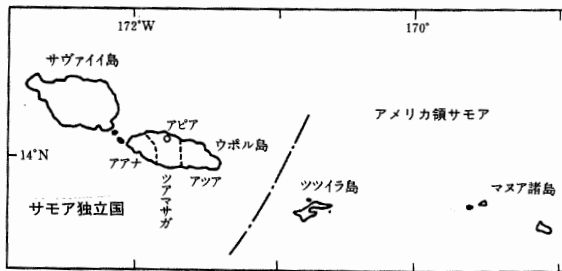 172°W
170°
サヴァイイ島
アピア
ウポル島
アメリカ領サモア
14°N
アアナ
アツア
ツアマサガ
ツツイラ島
マヌア諸島
サモア独立国